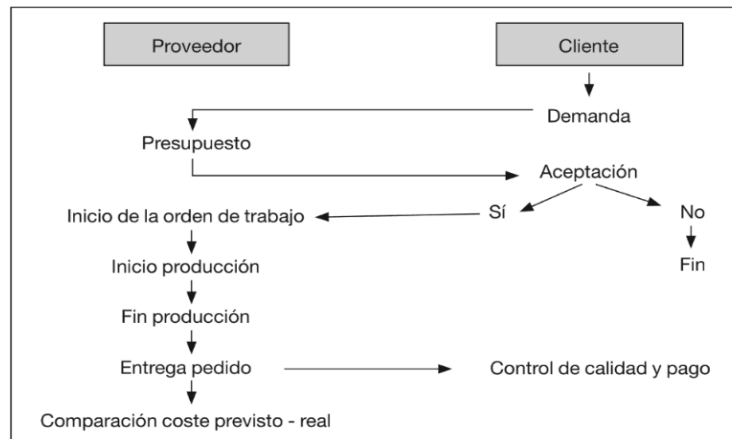 Proveedor
Cliente
Demanda
Presupuesto
Aceptación
Inicio de la orden de trabajo
Sí
No
Inicio producción
Fin
Fin producción
Entrega pedido
Control de calidad y pago
Comparación coste previsto - real